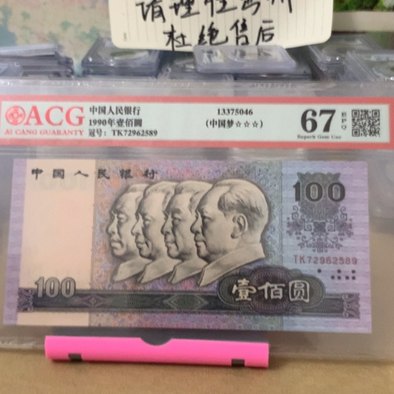 请理性出价
杜绝售后
ACG
AI CANG GUARANTY
中国人民银行
1990年壹佰圆
冠号: TK72962589
13375046
(中国梦☆☆☆)
67 EPQ
Superb Gem Unc
中国人民银行
100
TK72962589
100
壹佰圆